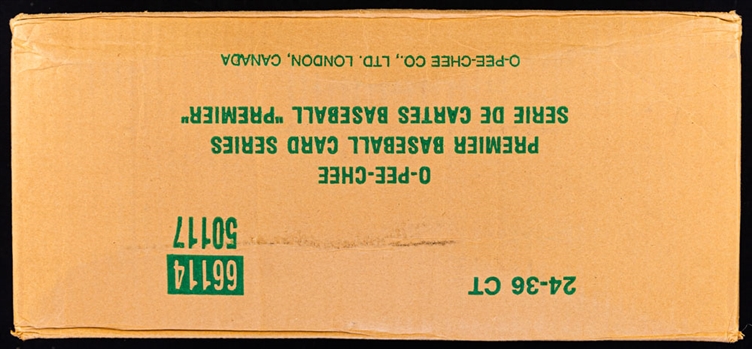 24-36 CT
66114
50117
O-PEE-CHEE
PREMIER BASEBALL CARD SERIES
SERIE DE CARTES BASEBALL "PREMIER"
O-PEE-CHEE CO., LTD. LONDON, CANADA